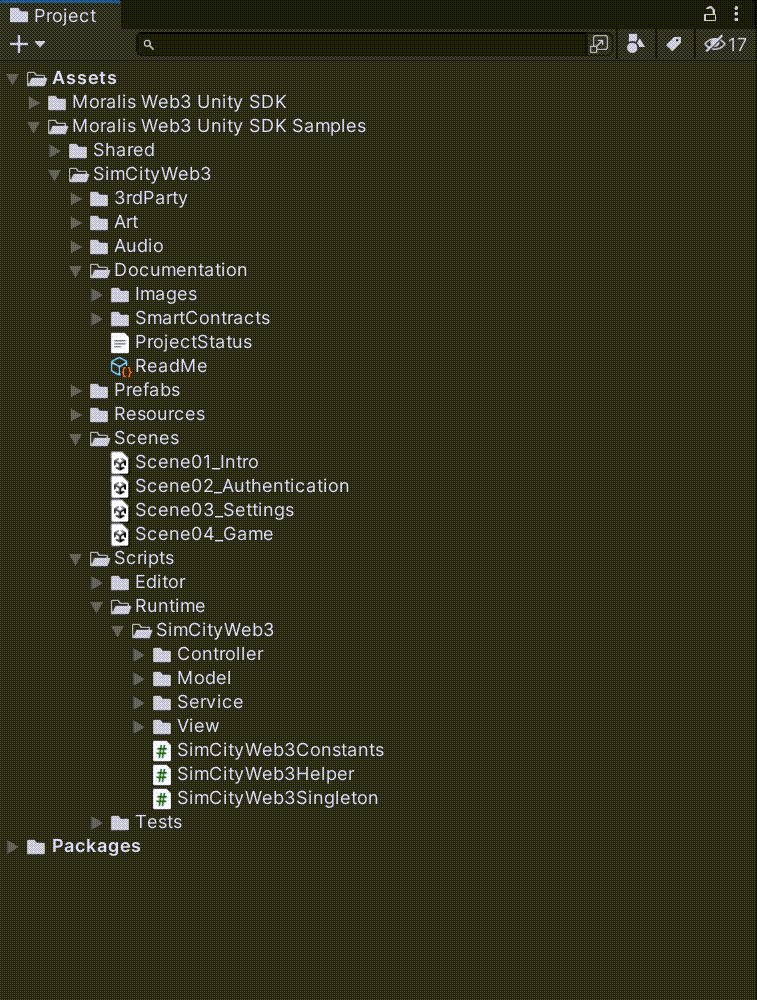 Project
17
Assets
Moralis Web3 Unity SDK
Moralis Web3 Unity SDK Samples
Shared
SimCityWeb3
3rdParty
Art
Audio
Documentation
Images
SmartContracts
ProjectStatus
ReadMe
Prefabs
Resources
Scenes
Scene01_Intro
Scene02_Authentication
Scene03_Settings
Scene04_Game
Scripts
Editor
Runtime
SimCityWeb3
Controller
Model
Service
View
SimCityWeb3Constants
SimCityWeb3Helper
SimCityWeb3Singleton
Tests
Packages